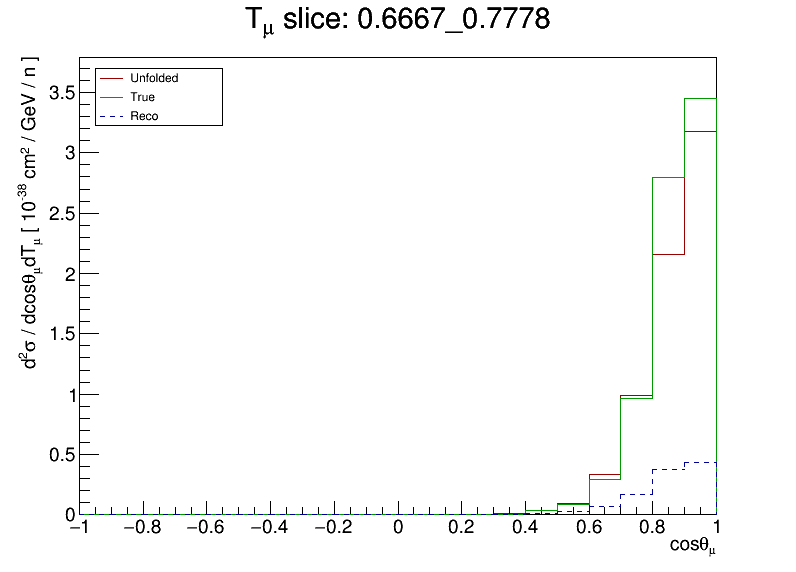 Tμ slice: 0.6667_0.7778
d²σ / dcosθμdTμ [ 10⁻³⁸ cm² / GeV / n ]
Unfolded
True
Reco
3.5
3
2.5
2
1.5
1
0.5
0
−1 −0.8 −0.6 −0.4 −0.2 0 0.2 0.4 0.6 0.8 1
cosθμ